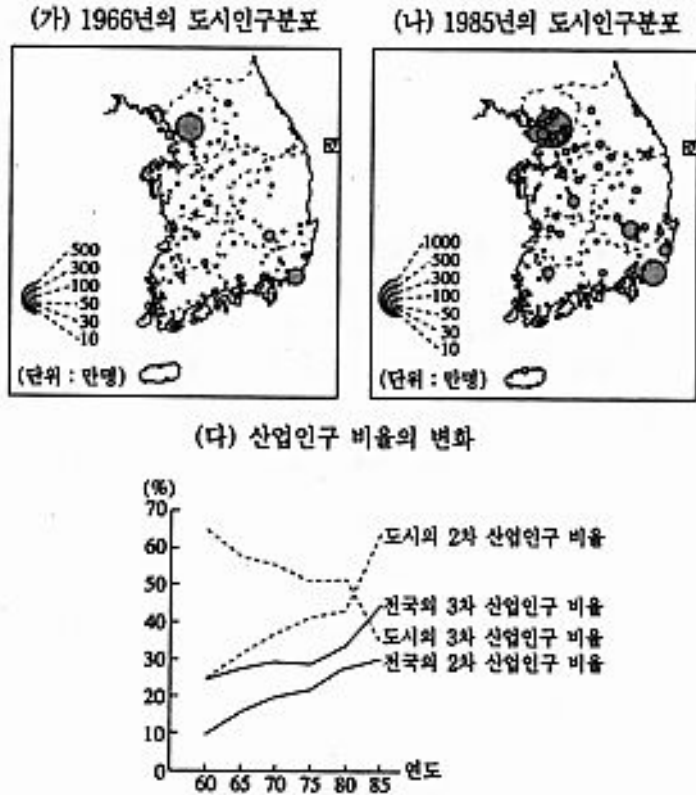 (가) 1966년의 도시인구분포
(나) 1985년의 도시인구분포
500
300
100
50
30
10
(단위 : 만명)
1000
500
300
100
50
30
10
(단위 : 만명)
(다) 산업인구 비율의 변화
(%)
70
60
50
40
30
20
10
0
도시의 2차 산업인구 비율
전국의 3차 산업인구 비율
도시의 3차 산업인구 비율
전국의 2차 산업인구 비율
60 65 70 75 80 85 연도